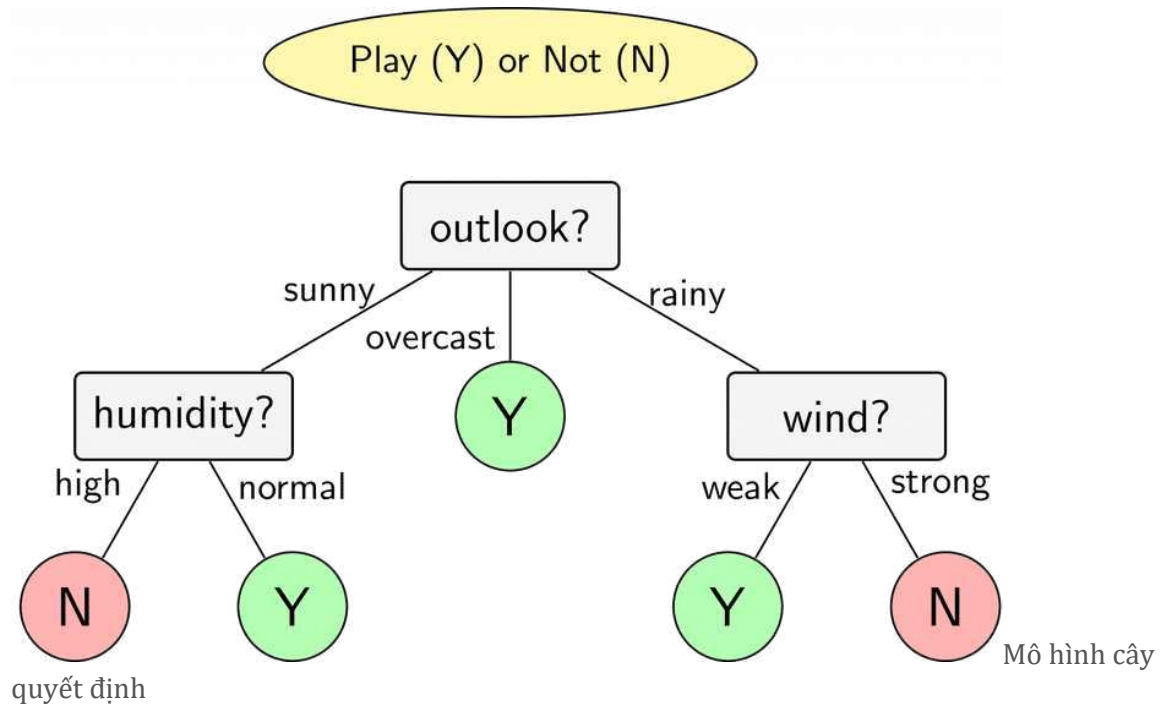 Play (Y) or Not (N)
outlook?
sunny
rainy
overcast
humidity?
Y
wind?
high
normal
weak
strong
N
Y
Y
N
Mô hình cây
quyết định